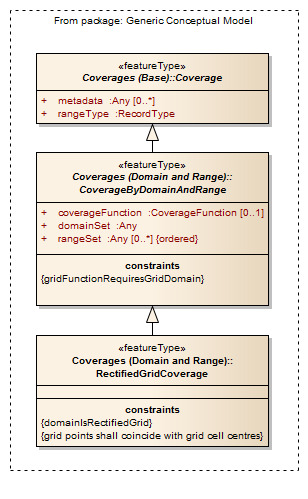 From package: Generic Conceptual Model
«featureType»
Coverages (Base)::Coverage
+ metadata :Any [0..*]
+ rangeType :RecordType
«featureType»
Coverages (Domain and Range)::
CoverageByDomainAndRange
+ coverageFunction :CoverageFunction [0..1]
+ domainSet :Any
+ rangeSet :Any [0..*] {ordered}
constraints
{gridFunctionRequiresGridDomain}
«featureType»
Coverages (Domain and Range)::
RectifiedGridCoverage
constraints
{domainIsRectifiedGrid}
{grid points shall coincide with grid cell centres}